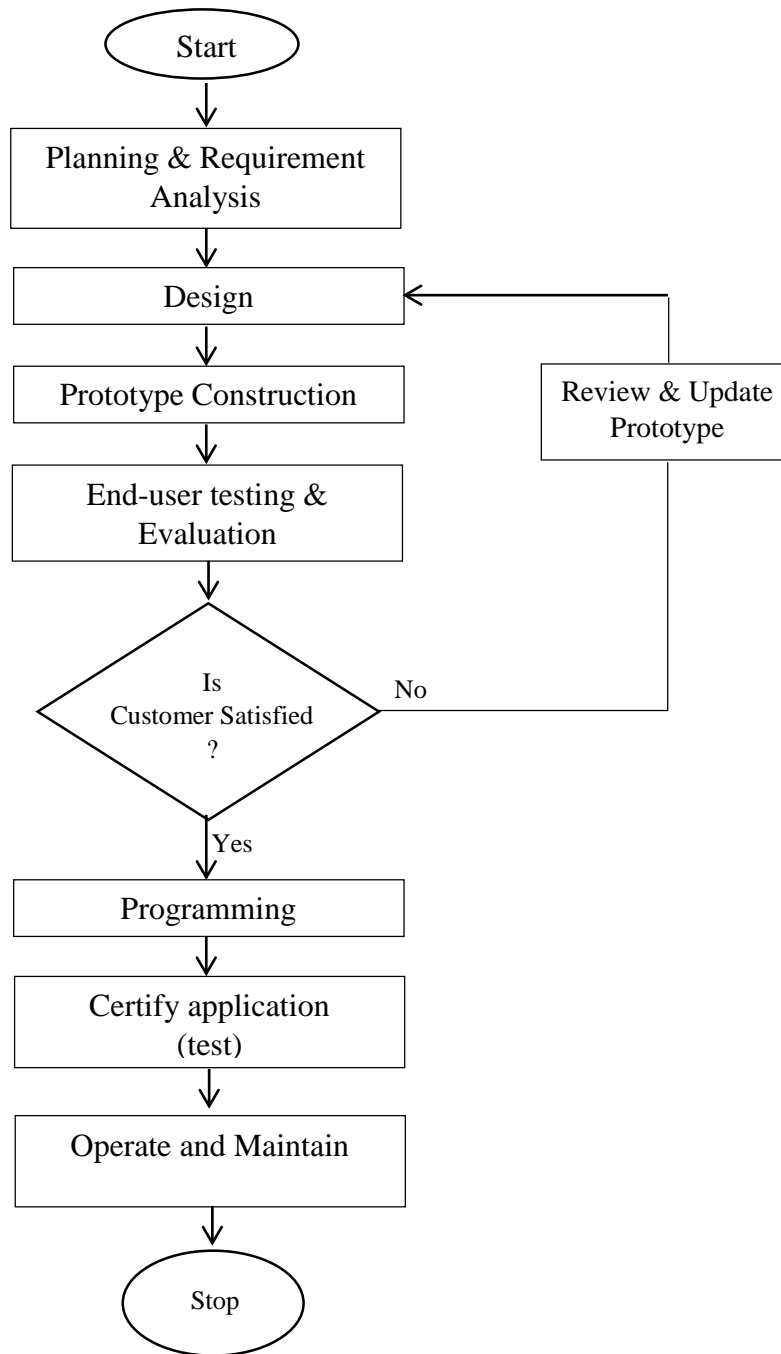 Start
Planning & Requirement
Analysis
Design
Prototype Construction
Review & Update
Prototype
End-user testing &
Evaluation
Is
Customer Satisfied
?
No
Yes
Programming
Certify application
(test)
Operate and Maintain
Stop